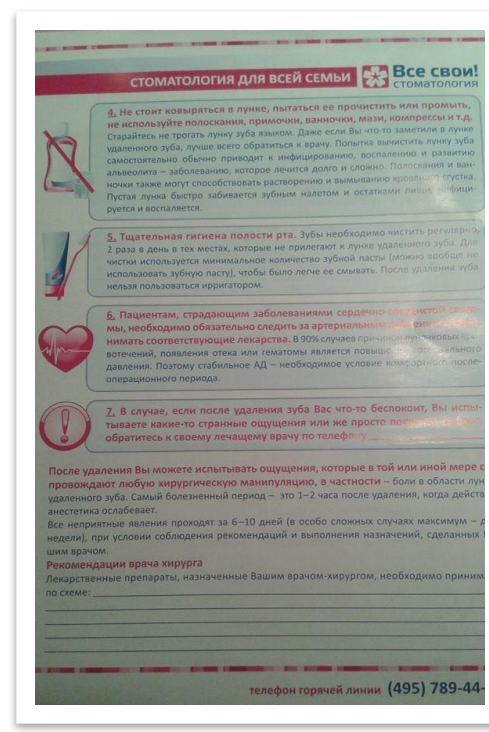 СТОМАТОЛОГИЯ ДЛЯ ВСЕЙ СЕМЬИ
Все свои!
СТОМАТОЛОГИЯ
4. Не стоит ковыряться в лунке, пытаться ее прочистить или промыть,
не используйте полоскания, примочки, ванночки, мази, компрессы и т.д.
Старайтесь не трогать лунку зуба языком. Даже если Вы что-то заметили в лунке
удаленного зуба, лучше всего обратиться к врачу. Попытка вычистить лунку зуба
самостоятельно обычно приводит к инфицированию, воспалению и развитию
альвеолита – заболеванию, которое лечится долго и сложно. Полоскания и ван-
ночки также могут способствовать растворению и вымыванию кровяного сгустка.
Пустая лунка быстро забивается зубным налетом и остатками пищи, инфици-
руется и воспаляется.
5. Тщательная гигиена полости рта. Зубы необходимо чистить регулярно,
2 раза в день в тех местах, которые не прилегают к лунке удаленного зуба. Для
чистки используется минимальное количество зубной пасты (можно вообще не
использовать зубную пасту), чтобы было легче ее смывать. После удаления зуба
нельзя пользоваться ирригатором.
6. Пациентам, страдающим заболеваниями сердечно-сосудистой систе-
мы, необходимо обязательно следить за артериальным
нимать соответствующие лекарства. В 90% случаев причиной луночковых кро-
вотечений, появления отека или гематомы является
давления. Поэтому стабильное АД – необходимое условие комфортного после-
операционного периода.
7. В случае, если после удаления зуба Вас что-то беспокоит, Вы испы-
тываете какие-то странные ощущения или же просто
обратитесь к своему лечащему врачу по телефону
После удаления Вы можете испытывать ощущения, которые в той или иной мере с
провождают любую хирургическую манипуляцию, в частности – боли в области лун
удаленного зуба. Самый болезненный период – это 1–2 часа после удаления, когда действ
анестетика ослабевает.
Все неприятные явления проходят за 6–10 дней (в особо сложных случаях максимум – д
недели), при условии соблюдения рекомендаций и выполнения назначений, сделанных
шим врачом.
Рекомендации врача хирурга
Лекарственные препараты, назначенные Вашим врачом-хирургом, необходимо приним
по схеме:
телефон горячей линии (495) 789-44-